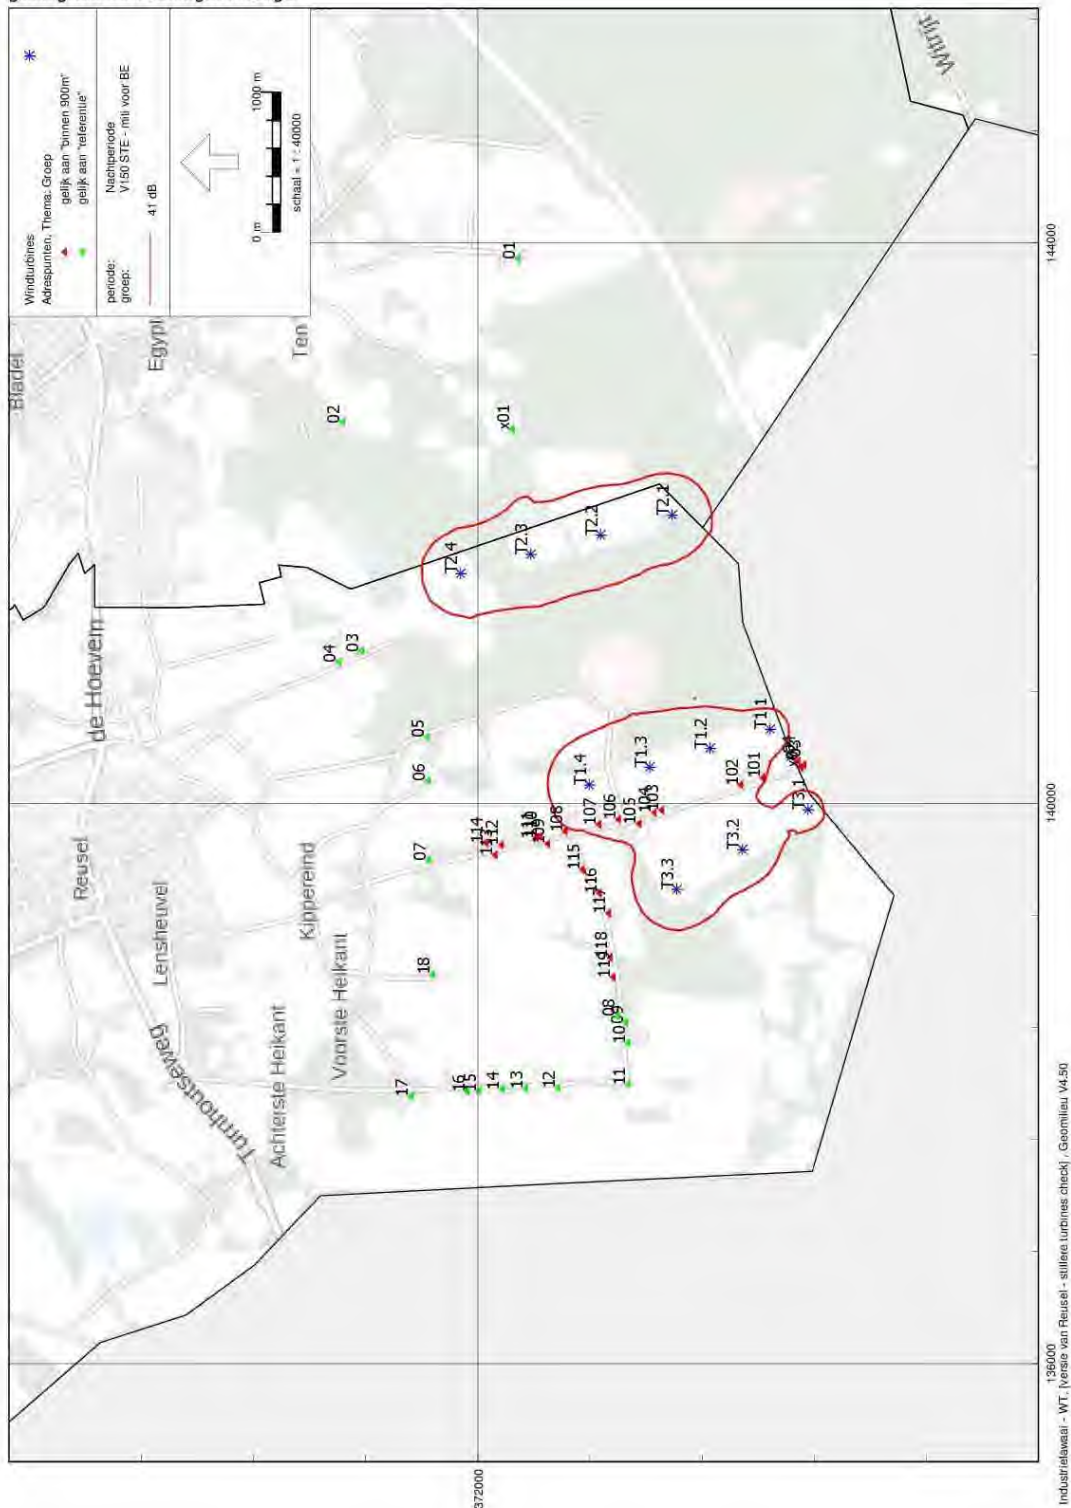 Windturbines
Adrespunten, Thema: Groep
gelijk aan "binnen 900m"
gelijk aan "referentie"
periode: Nachtperiode
groep: V150 STE - miti voor BE
41 dB
0 m 1000 m
schaal = 1 : 40000
Bladel
Egypt
Ten
Witrijt
de Hoeven
Reusel
Lensheuvel
Kippereind
Voorste Heikant
Achterste Heikant
Turnhoutseweg
01
02
x01
03
04
05
06
07
18
17
16
15
14
13
12
11
10
09
08
T2.4
T2.3
T2.2
T2.1
T1.4
T1.3
T1.2
T1.1
T3.1
T3.2
T3.3
101
102
103
104
105
106
107
108
109
112
114
115
116
117
118
119
144000
140000
136000
372000
Industrielawaai - WT, [versie van Reusel - stillere turbines check] , Geomilieu V4.50